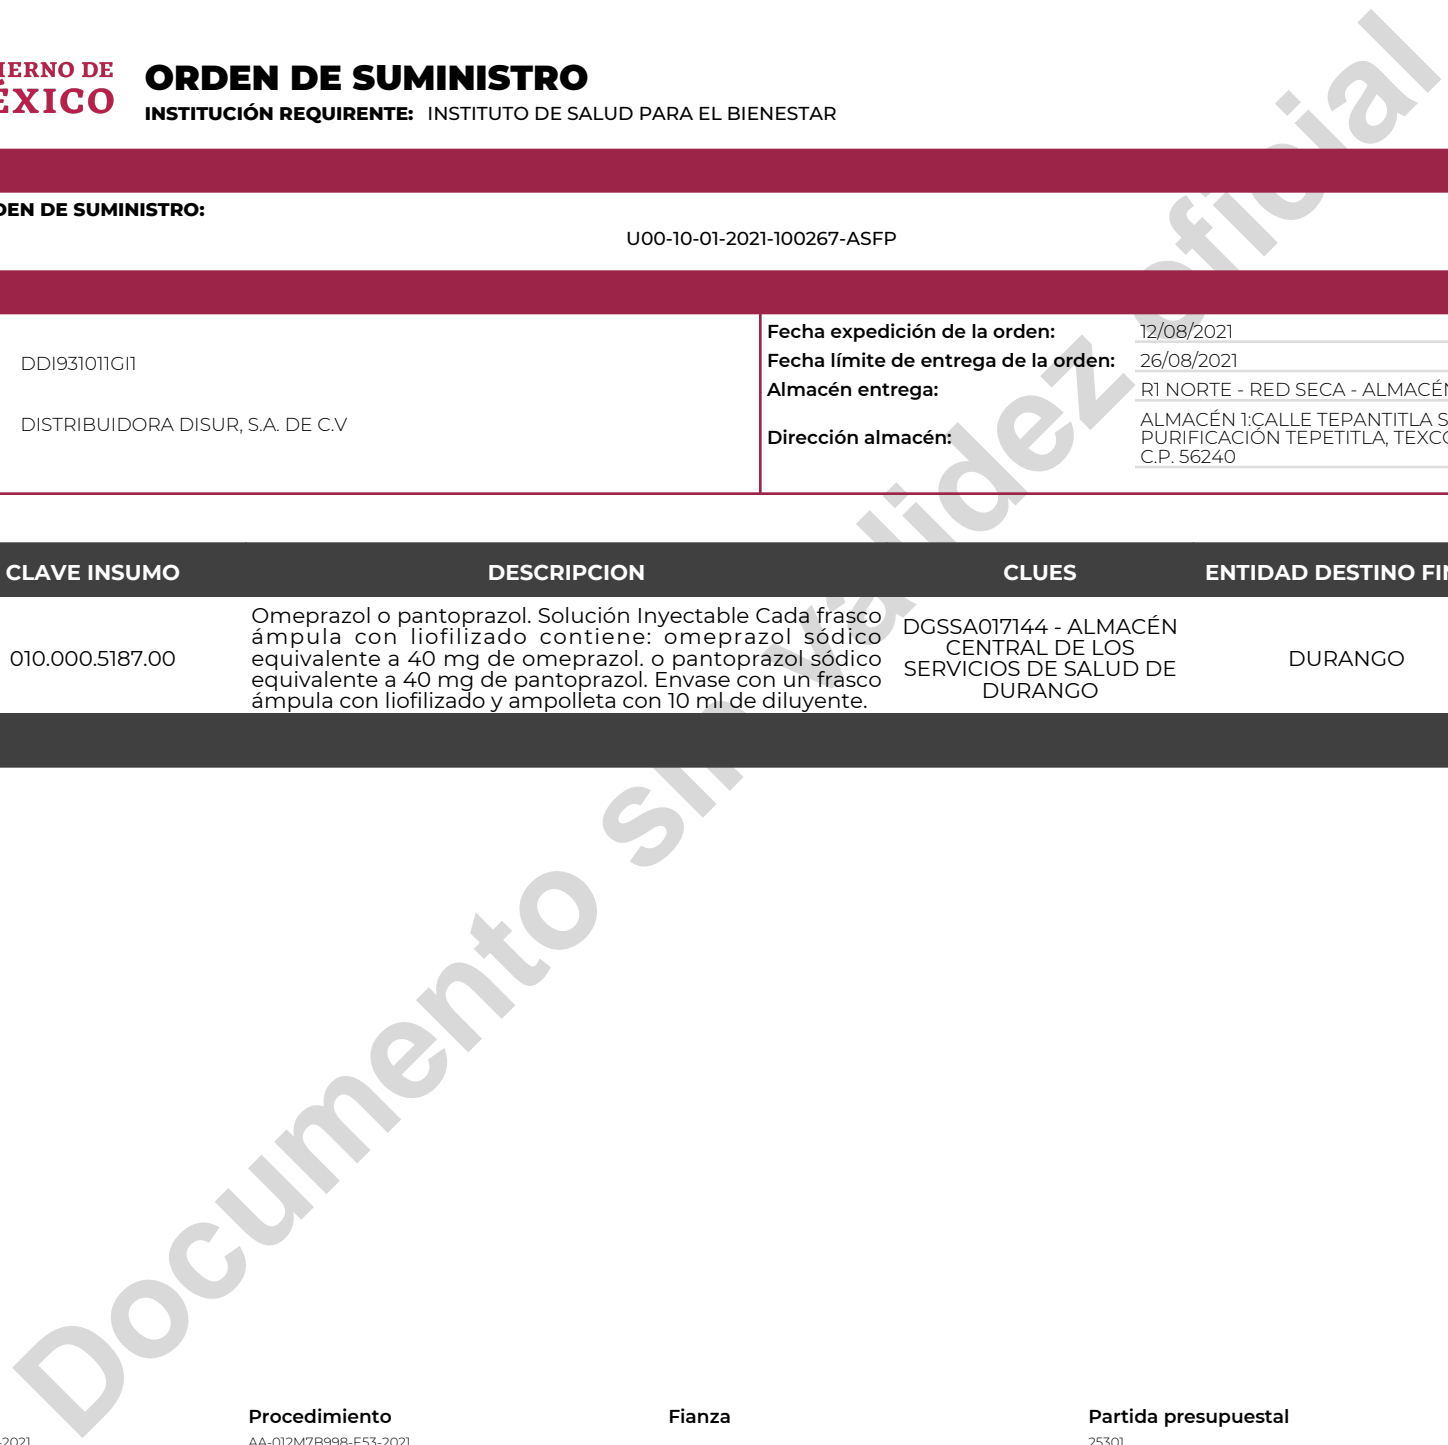 ORDEN DE SUMINISTRO
INSTITUCIÓN REQUIRENTE: INSTITUTO DE SALUD PARA EL BIENESTAR
DE
MÉXICO
DE SUMINISTRO:
U00-10-01-2021-100267-ASFP
DDI931011GI1
DISTRIBUIDORA DISUR, S.A. DE C.V
Fecha expedición de la orden: 12/08/2021
Fecha límite de entrega de la orden: 26/08/2021
Almacén entrega: R1 NORTE - RED SECA - ALMACÉN
Dirección almacén: ALMACÉN 1:CALLE TEPANTITLA
PURIFICACIÓN TEPETITLA,
C.P. 56240
CLAVE INSUMO DESCRIPCION CLUES ENTIDAD DESTINO
010.000.5187.00
Omeprazol o pantoprazol. Solución Inyectable Cada frasco
ámpula con liofilizado contiene: omeprazol sódico
equivalente a 40 mg de omeprazol. o pantoprazol sódico
equivalente a 40 mg de pantoprazol. Envase con un frasco
ámpula con liofilizado y ampolleta con 10 ml de diluyente.
DGSSA017144 - ALMACÉN
CENTRAL DE LOS
SERVICIOS DE SALUD DE
DURANGO
DURANGO
Documento sin validez oficial
Procedimiento Fianza Partida presupuestal
AA-012M7B998-E53-2021 25301